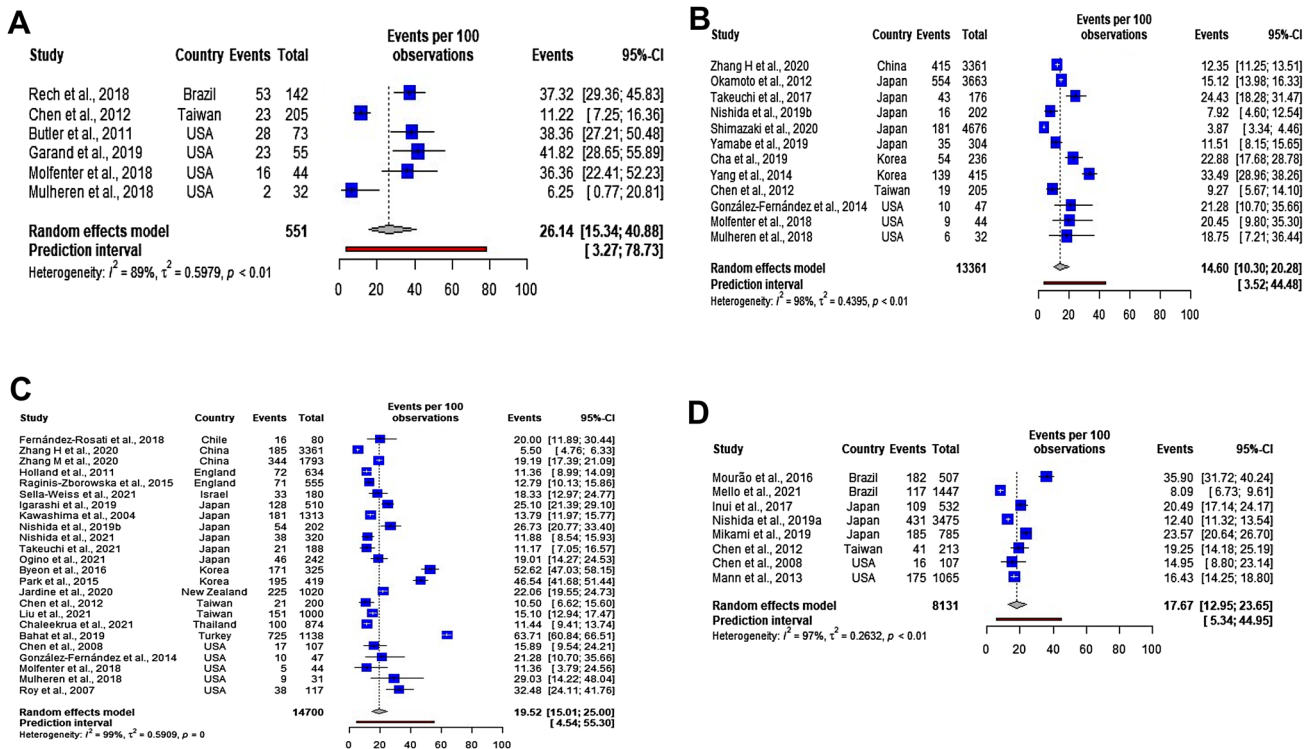 A
Events per 100
observations
Study Country Events Total Events 95%-CI
Rech et al., 2018 Brazil 53 142 37.32 [29.36; 45.83]
Chen et al., 2012 Taiwan 23 205 11.22 [ 7.25; 16.36]
Butler et al., 2011 USA 28 73 38.36 [27.21; 50.48]
Garand et al., 2019 USA 23 55 41.82 [28.65; 55.89]
Molfenter et al., 2018 USA 16 44 36.36 [22.41; 52.23]
Mulheren et al., 2018 USA 2 32 6.25 [ 0.77; 20.81]
Random effects model 551 26.14 [15.34; 40.88]
Prediction interval [ 3.27; 78.73]
Heterogeneity: I² = 89%, τ² = 0.5979, p < 0.01
0 20 40 60 80 100
B
Events per 100
observations
Study Country Events Total Events 95%-CI
Zhang H et al., 2020 China 415 3361 12.35 [11.25; 13.51]
Okamoto et al., 2012 Japan 554 3663 15.12 [13.98; 16.33]
Takeuchi et al., 2017 Japan 43 176 24.43 [18.28; 31.47]
Nishida et al., 2019b Japan 16 202 7.92 [ 4.60; 12.54]
Shimazaki et al., 2020 Japan 181 4676 3.87 [ 3.34; 4.46]
Yamabe et al., 2019 Japan 35 304 11.51 [ 8.15; 15.65]
Cha et al., 2019 Korea 54 236 22.88 [17.68; 28.78]
Yang et al., 2014 Korea 139 415 33.49 [28.96; 38.26]
Chen et al., 2012 Taiwan 19 205 9.27 [ 5.67; 14.10]
González-Fernández et al., 2014 USA 10 47 21.28 [10.70; 35.66]
Molfenter et al., 2018 USA 9 44 20.45 [ 9.80; 35.30]
Mulheren et al., 2018 USA 6 32 18.75 [ 7.21; 36.44]
Random effects model 13361 14.60 [10.30; 20.28]
Prediction interval [ 3.52; 44.48]
Heterogeneity: I² = 98%, τ² = 0.4395, p < 0.01
0 20 40 60 80 100
C
Events per 100
observations
Study Country Events Total Events 95%-CI
Fernández-Rosati et al., 2018 Chile 16 80 20.00 [11.89; 30.44]
Zhang H et al., 2020 China 185 3361 5.50 [ 4.76; 6.33]
Zhang M et al., 2020 China 344 1793 19.19 [17.39; 21.09]
Holland et al., 2011 England 72 634 11.36 [ 8.99; 14.09]
Raginis-Zborowska et al., 2015 England 71 555 12.79 [10.13; 15.86]
Sella-Weiss et al., 2021 Israel 33 180 18.33 [12.97; 24.77]
Igarashi et al., 2019 Japan 128 510 25.10 [21.39; 29.10]
Kawashima et al., 2004 Japan 181 1313 13.79 [11.97; 15.77]
Nishida et al., 2019b Japan 54 202 26.73 [20.77; 33.40]
Nishida et al., 2021 Japan 38 320 11.88 [ 8.54; 15.93]
Takeuchi et al., 2021 Japan 21 188 11.17 [ 7.05; 16.57]
Ogino et al., 2021 Japan 46 242 19.01 [14.27; 24.53]
Byeon et al., 2016 Korea 171 325 52.62 [47.03; 58.15]
Park et al., 2015 Korea 195 419 46.54 [41.68; 51.44]
Jardine et al., 2020 New Zealand 225 1020 22.06 [19.55; 24.73]
Chen et al., 2012 Taiwan 21 200 10.50 [ 6.62; 15.60]
Liu et al., 2021 Taiwan 151 1000 15.10 [12.94; 17.47]
Chaleekrua et al., 2021 Thailand 100 874 11.44 [ 9.41; 13.74]
Bahat et al., 2019 Turkey 725 1138 63.71 [60.84; 66.51]
Chen et al., 2008 USA 17 107 15.89 [ 9.54; 24.21]
González-Fernández et al., 2014 USA 10 47 21.28 [10.70; 35.66]
Molfenter et al., 2018 USA 5 44 11.36 [ 3.79; 24.56]
Mulheren et al., 2018 USA 9 31 29.03 [14.22; 48.04]
Roy et al., 2007 USA 38 117 32.48 [24.11; 41.76]
Random effects model 14700 19.52 [15.01; 25.00]
Prediction interval [ 4.54; 55.30]
Heterogeneity: I² = 99%, τ² = 0.5909, p = 0
0 20 40 60 80 100
D
Events per 100
observations
Study Country Events Total Events 95%-CI
Mourão et al., 2016 Brazil 182 507 35.90 [31.72; 40.24]
Mello et al., 2021 Brazil 117 1447 8.09 [ 6.73; 9.61]
Inui et al., 2017 Japan 109 532 20.49 [17.14; 24.17]
Nishida et al., 2019a Japan 431 3475 12.40 [11.32; 13.54]
Mikami et al., 2019 Japan 185 785 23.57 [20.64; 26.70]
Chen et al., 2012 Taiwan 41 213 19.25 [14.18; 25.19]
Chen et al., 2008 USA 16 107 14.95 [ 8.80; 23.14]
Mann et al., 2013 USA 175 1065 16.43 [14.25; 18.80]
Random effects model 8131 17.67 [12.95; 23.65]
Prediction interval [ 5.34; 44.95]
Heterogeneity: I² = 97%, τ² = 0.2632, p < 0.01
0 20 40 60 80 100